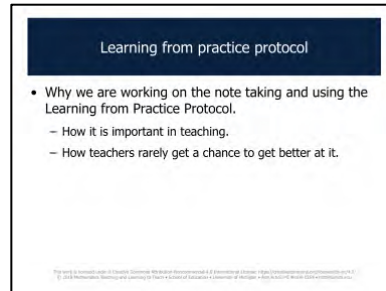 Learning from practice protocol
• Why we are working on the note taking and using the
Learning from Practice Protocol.
– How it is important in teaching.
– How teachers rarely get a chance to get better at it.